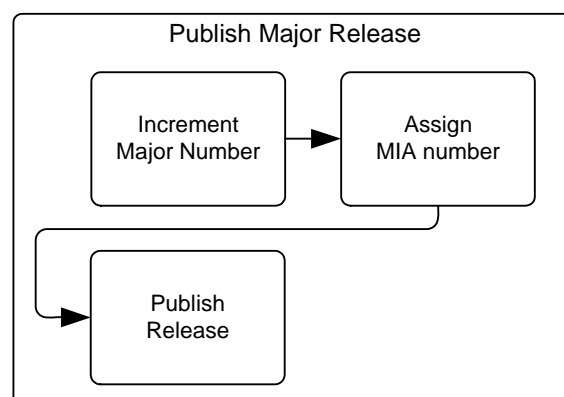 Publish Major Release
Increment
Major Number
Assign
MIA number
Publish
Release